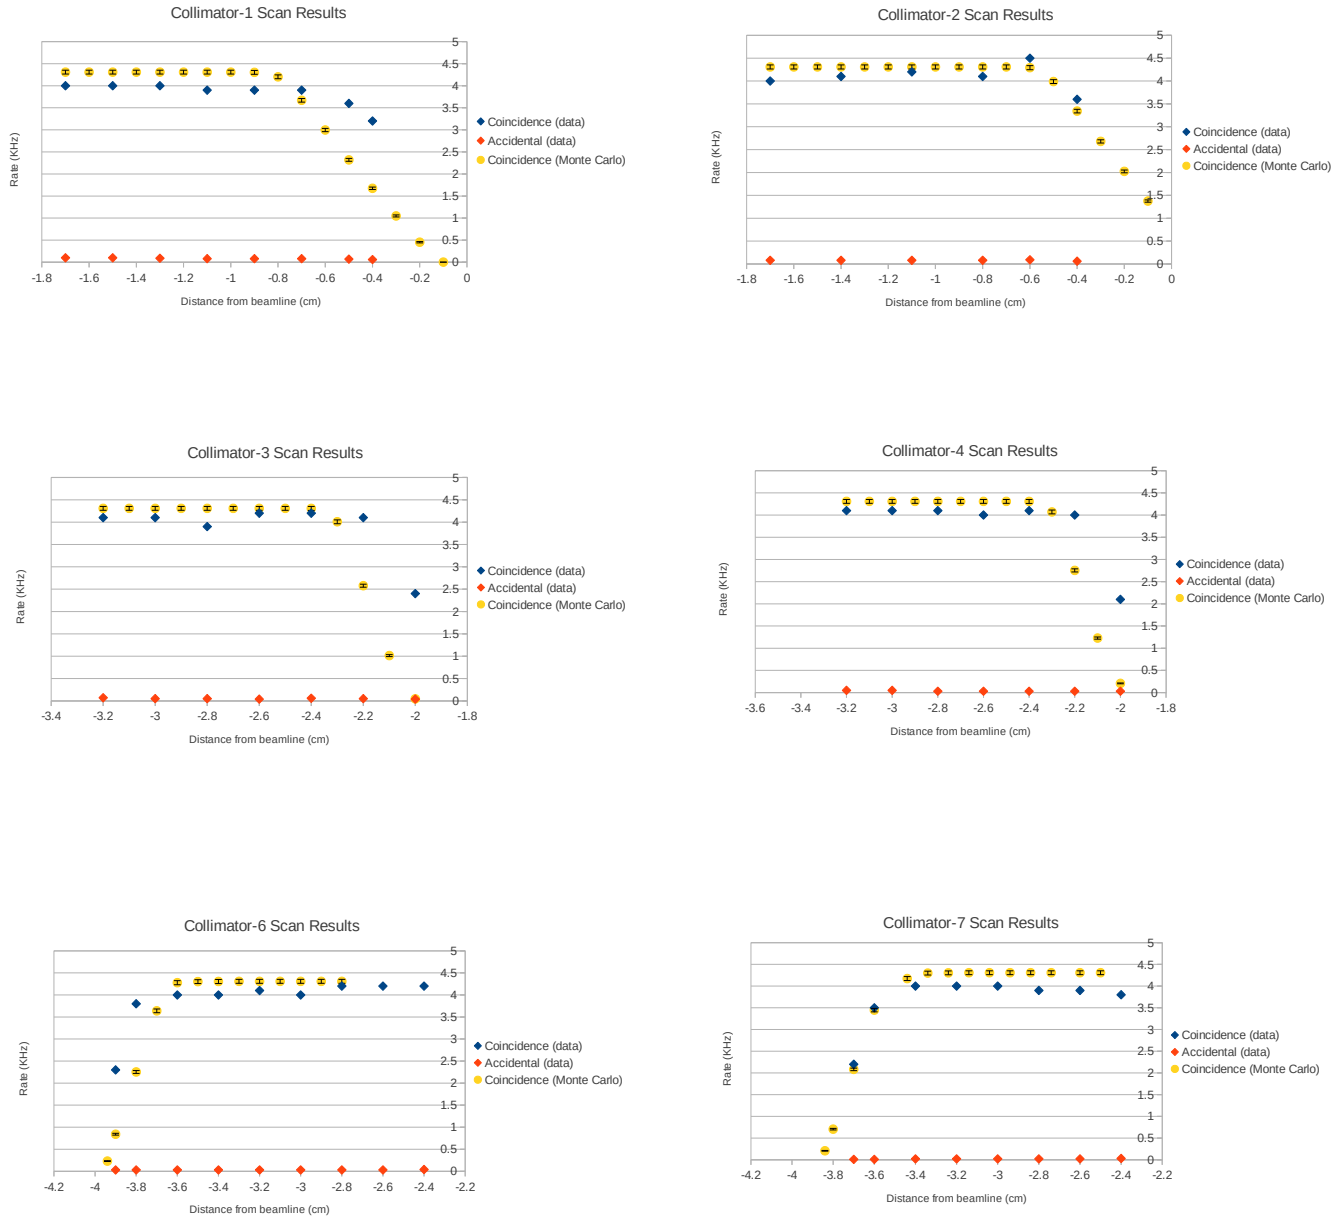 Collimator-1 Scan Results
5
4.5
4
3.5
3
2.5
2
1.5
1
0.5
0
-1.8 -1.6 -1.4 -1.2 -1 -0.8 -0.6 -0.4 -0.2 0
Rate (KHz)
Distance from beamline (cm)
Coincidence (data)
Accidental (data)
Coincidence (Monte Carlo)
Collimator-2 Scan Results
5
4.5
4
3.5
3
2.5
2
1.5
1
0.5
0
-1.8 -1.6 -1.4 -1.2 -1 -0.8 -0.6 -0.4 -0.2 0
Rate (KHz)
Distance from beamline (cm)
Coincidence (data)
Accidental (data)
Coincidence (Monte Carlo)
Collimator-3 Scan Results
5
4.5
4
3.5
3
2.5
2
1.5
1
0.5
0
-3.4 -3.2 -3 -2.8 -2.6 -2.4 -2.2 -2 -1.8
Rate (KHz)
Distance from beamline (cm)
Coincidence (data)
Accidental (data)
Coincidence (Monte Carlo)
Collimator-4 Scan Results
5
4.5
4
3.5
3
2.5
2
1.5
1
0.5
0
-3.6 -3.4 -3.2 -3 -2.8 -2.6 -2.4 -2.2 -2 -1.8
Rate (KHz)
Distance from beamline (cm)
Coincidence (data)
Accidental (data)
Coincidence (Monte Carlo)
Collimator-6 Scan Results
5
4.5
4
3.5
3
2.5
2
1.5
1
0.5
0
-4.2 -4 -3.8 -3.6 -3.4 -3.2 -3 -2.8 -2.6 -2.4 -2.2
Rate (KHz)
Distance from beamline (cm)
Coincidence (data)
Accidental (data)
Coincidence (Monte Carlo)
Collimator-7 Scan Results
5
4.5
4
3.5
3
2.5
2
1.5
1
0.5
0
-4.2 -4 -3.8 -3.6 -3.4 -3.2 -3 -2.8 -2.6 -2.4 -2.2
Rate (KHz)
Distance from beamline (cm)
Coincidence (data)
Accidental (data)
Coincidence (Monte Carlo)